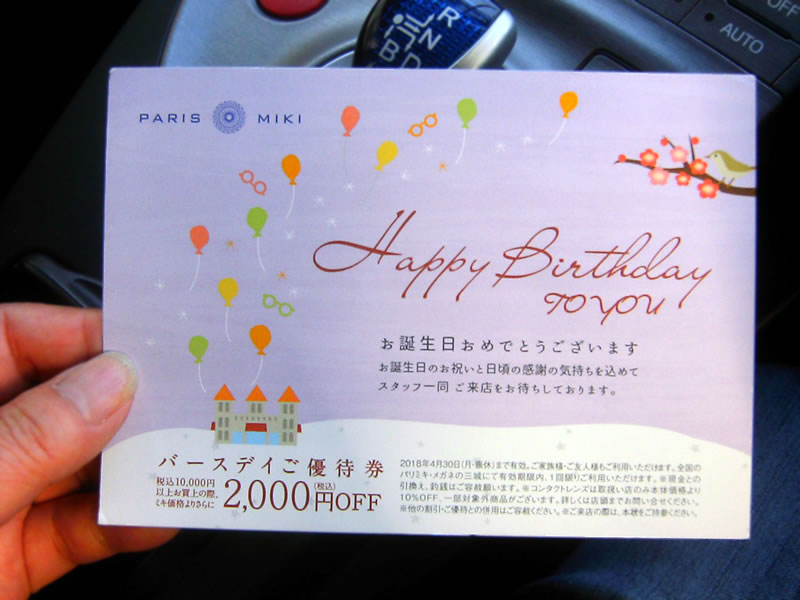 R
N
B
D
OFF
AUTO
PARIS MIKI
Happy Birthday
TO YOU
お誕生日おめでとうございます
お誕生日のお祝いと日頃の感謝の気持ちを込めて
スタッフ一同 ご来店をお待ちしております。
バースデイご優待券
税込10,000円
以上お買上の際、
ミキ価格よりさらに
2,000円(税込)OFF
2018年4月30日(月・振休)まで有効。ご家族様・ご友人様もご利用いただけます。全国の
パリミキ・メガネの三城にて有効期限内、1回限りご利用いただけます。※現金との
引換え、釣銭はご容赦願います。※コンタクトレンズは取扱い店のみ本体価格より
10%OFF、一部対象外商品がございます。詳しくは店頭までお問い合せください。
※他の割引・ご優待との併用はご容赦ください。※ご来店の際は、本状をご持参ください。